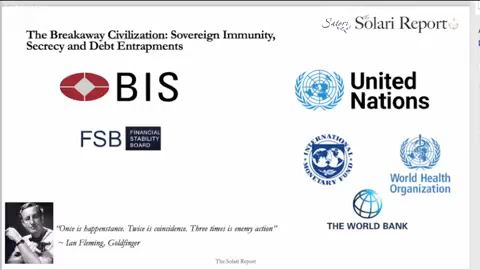 The Solari Report
The Breakaway Civilization: Sovereign Immunity,
Secrecy and Debt Entrapments
BIS
United
Nations
FSB
FINANCIAL
STABILITY
BOARD
INTERNATIONAL
MONETARY FUND
World Health
Organization
THE WORLD BANK
“Once is happenstance. Twice is coincidence. Three times is enemy action”
~ Ian Fleming, Goldfinger
The Solari Report